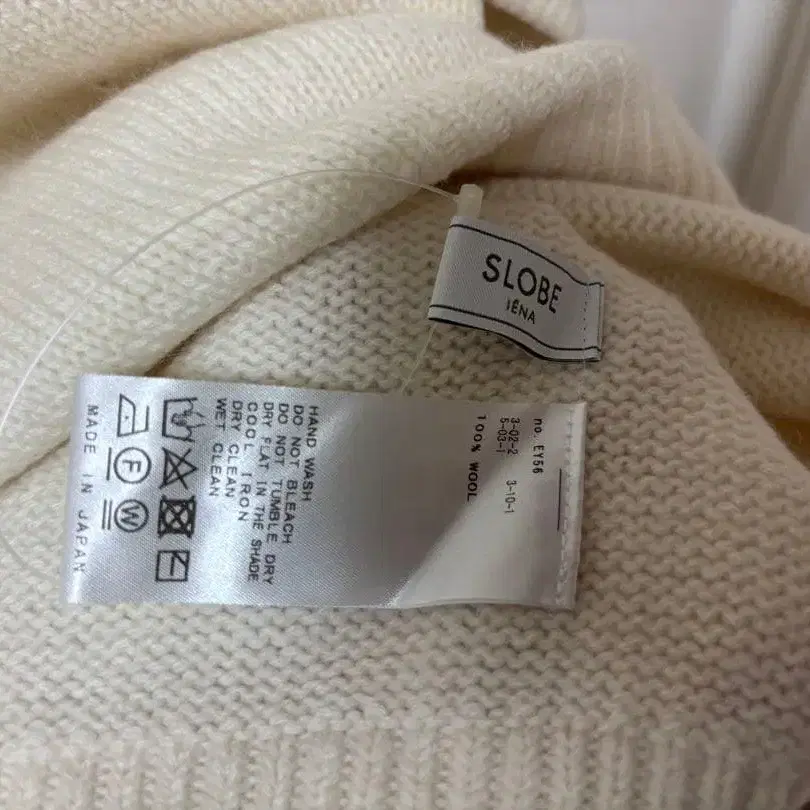 SLOBE
IÉNA
no. EY56
3-02-2 3-10-1
5-03-1
100% WOOL
HAND WASH
DO NOT BLEACH
DO NOT TUMBLE DRY
DRY FLAT IN THE SHADE
COOL IRON
DRY CLEAN
WET CLEAN
F
W
MADE IN JAPAN